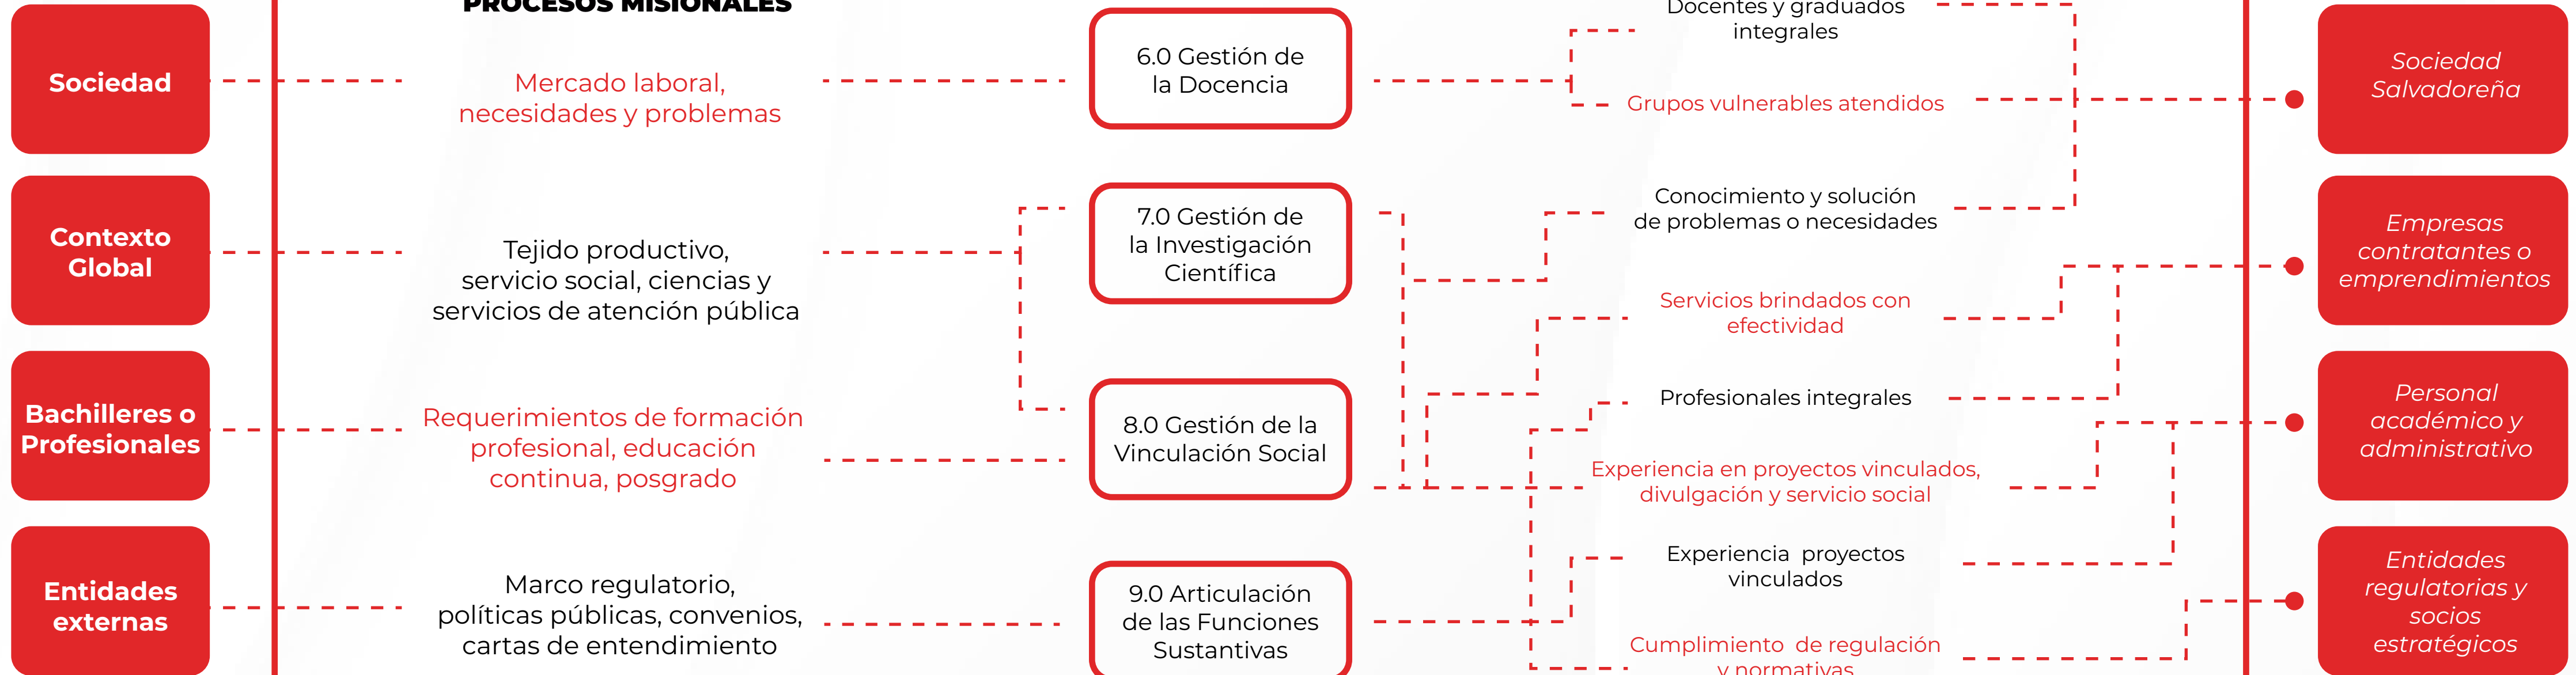 PROCESOS MISIONALES
Sociedad
Mercado laboral,
necesidades y problemas
6.0 Gestión de
la Docencia
Docentes y graduados
integrales
Grupos vulnerables atendidos
Sociedad
Salvadoreña
Contexto
Global
Tejido productivo,
servicio social, ciencias y
servicios de atención pública
7.0 Gestión de
la Investigación
Científica
Conocimiento y solución
de problemas o necesidades
Servicios brindados con
efectividad
Empresas
contratantes o
emprendimientos
Bachilleres o
Profesionales
Requerimientos de formación
profesional, educación
continua, posgrado
8.0 Gestión de la
Vinculación Social
Profesionales integrales
Experiencia en proyectos vinculados,
divulgación y servicio social
Personal
académico y
administrativo
Entidades
externas
Marco regulatorio,
políticas públicas, convenios,
cartas de entendimiento
9.0 Articulación
de las Funciones
Sustantivas
Experiencia proyectos
vinculados
Cumplimiento de regulación
y normativas
Entidades
regulatorias y
socios
estratégicos